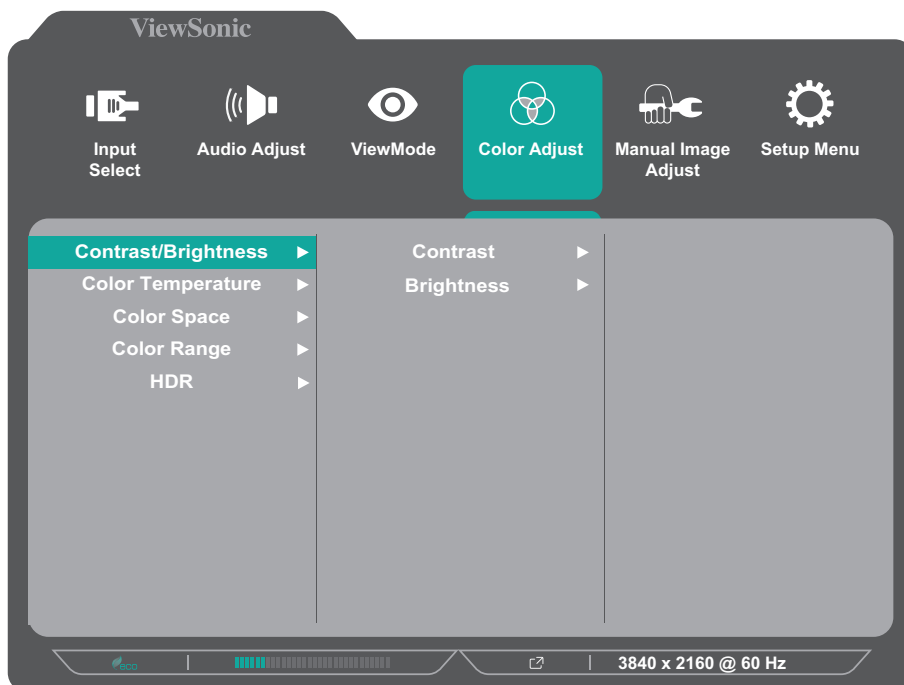 ViewSonic
Input
Select
Audio Adjust
ViewMode
Color Adjust
Manual Image
Adjust
Setup Menu
Contrast/Brightness
Color Temperature
Color Space
Color Range
HDR
Contrast
Brightness
eco
3840 x 2160 @ 60 Hz